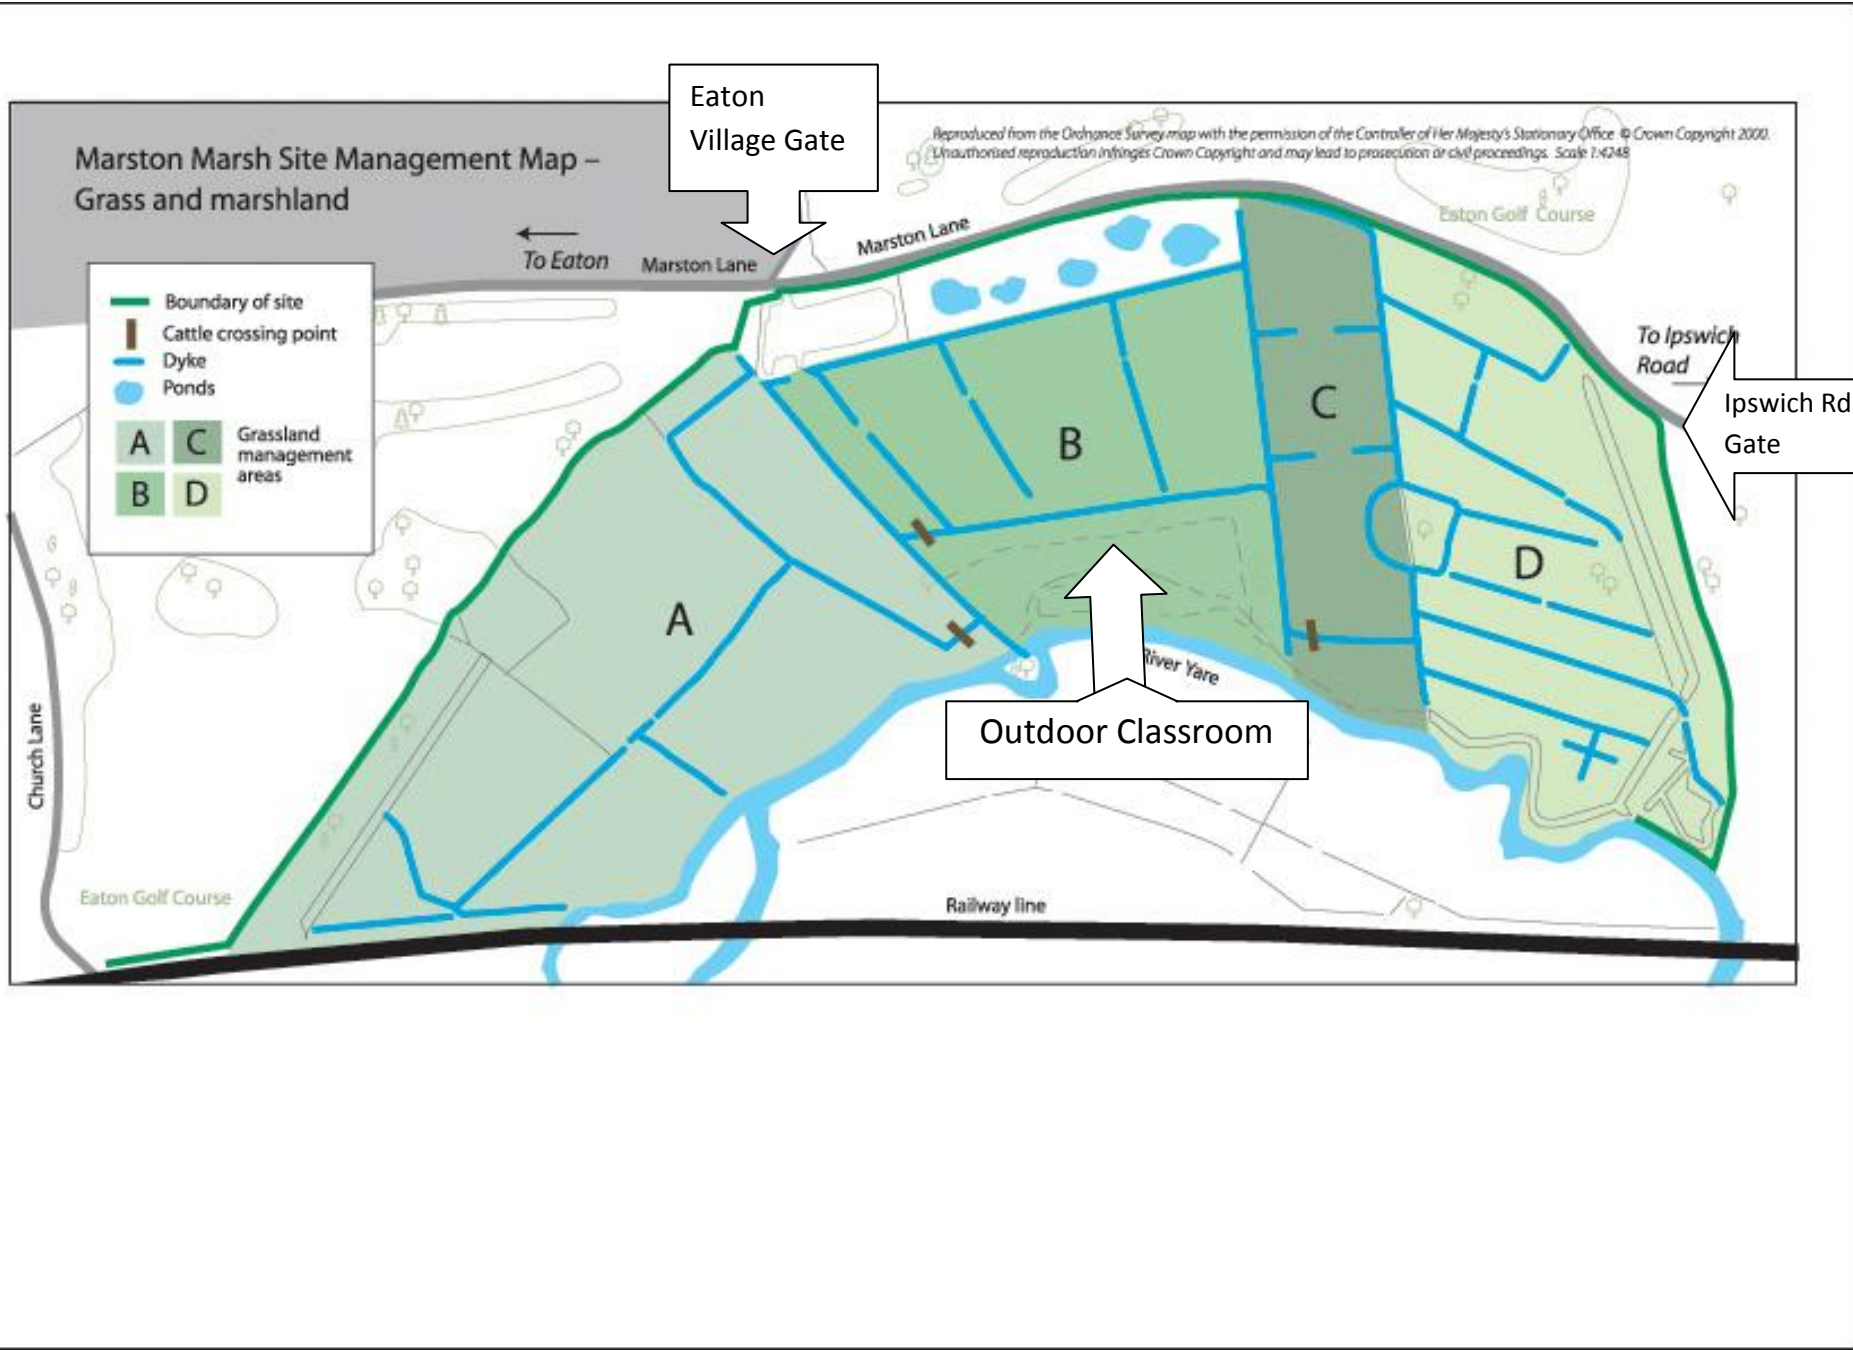 Eaton
Village Gate
Marston Marsh Site Management Map –
Grass and marshland
Reproduced from the Ordnance Survey map with the permission of the Controller of Her Majesty's Stationary Office © Crown Copyright 2000.
Unauthorised reproduction infringes Crown Copyright and may lead to prosecution or civil proceedings. Scale 1:4248
Eaton Golf Course
Marston Lane
To Eaton
Marston Lane
Boundary of site
Cattle crossing point
Dyke
Ponds
A
C
B
D
Grassland
management
areas
To Ipswich
Road
Ipswich Rd
Gate
C
B
D
A
River Yare
Outdoor Classroom
Church Lane
Eaton Golf Course
Railway line